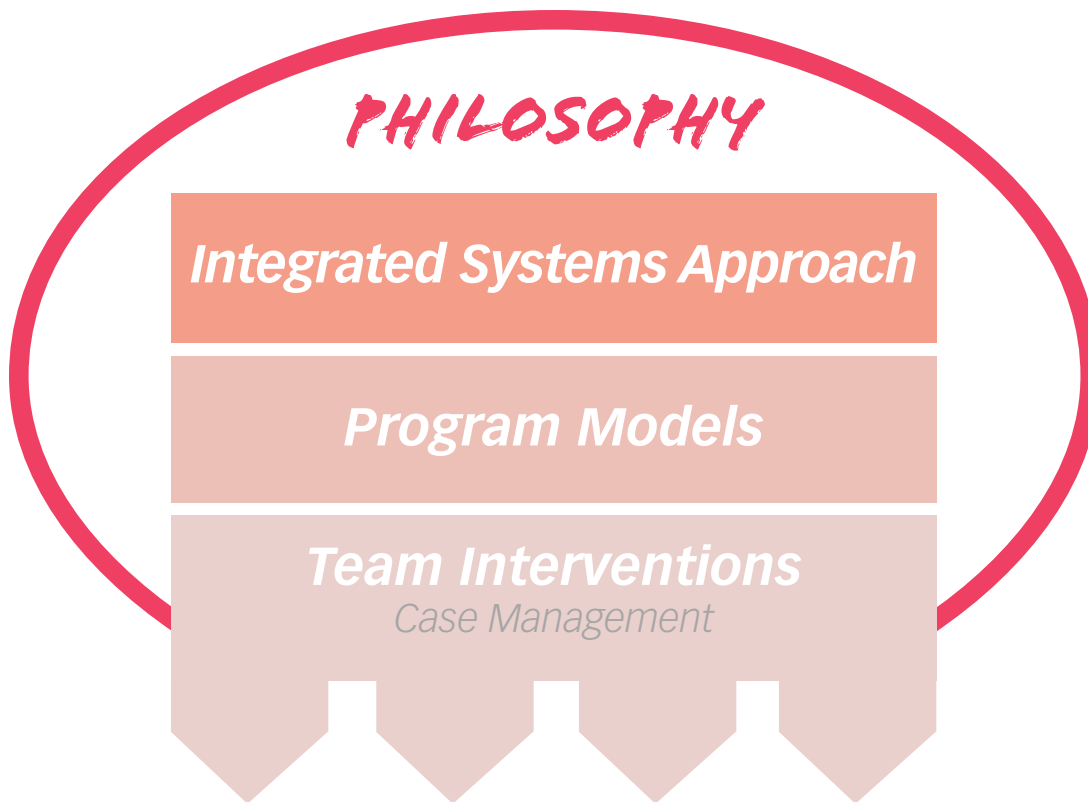 PHILOSOPHY
Integrated Systems Approach
Program Models
Team Interventions
Case Management